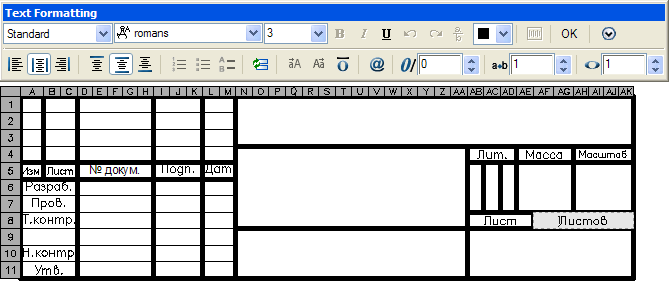 Text Formatting
Standard romans 3 B I U a/b OK
@ 0/ 0 a•b 1 1
A B C D E F G H I J K L M N O P Q R S T U V W X Y Z AA AB AC AD AE AF AG AH AI AJ AK
1
2
3
4 Лит. Масса Масштаб
5 Изм Лист № докум. Подп. Дат
6 Разраб.
7 Пров.
8 Т.контр. Лист Листов
9
10 Н.контр
11 Утв.